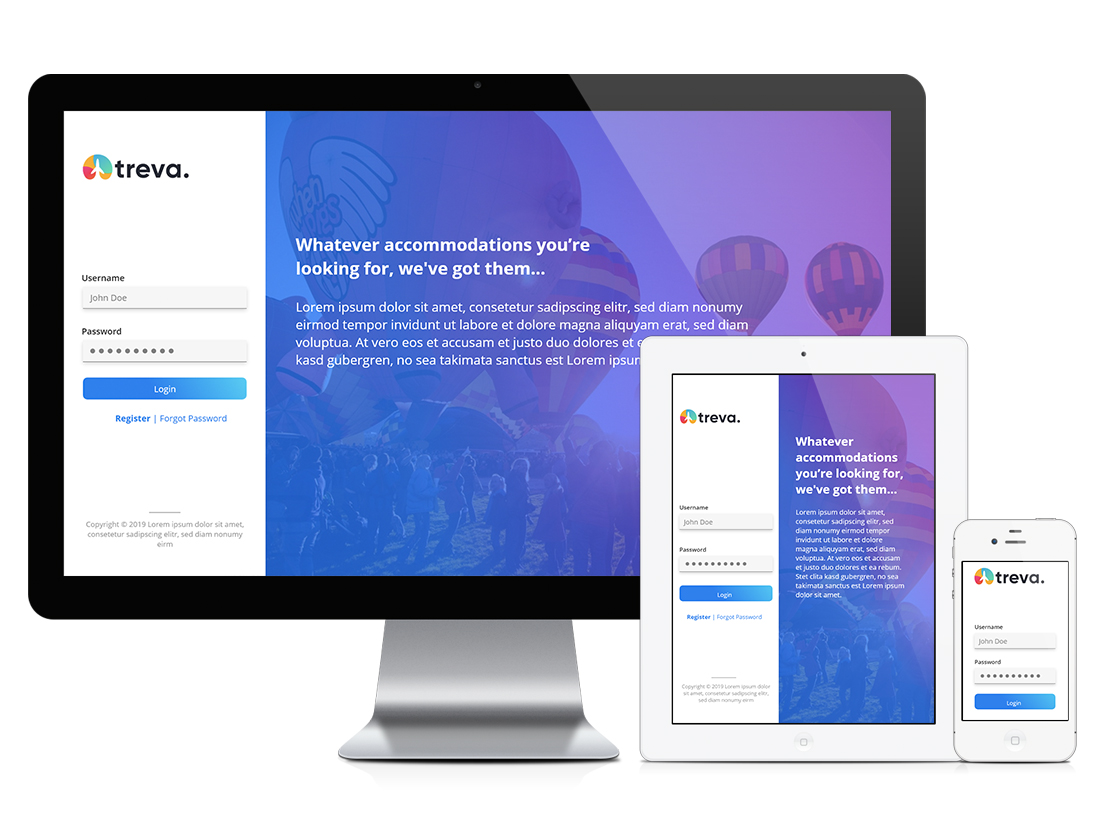 treva.
Username
John Doe
Password
Login
Register | Forgot Password
Copyright © 2019 Lorem ipsum dolor sit amet,
consetetur sadipscing elitr, sed diam nonumy
eirm
when
pigs
Whatever accommodations you’re
looking for, we've got them...
Lorem ipsum dolor sit amet, consetetur sadipscing elitr, sed diam nonumy
eirmod tempor invidunt ut labore et dolore magna aliquyam erat, sed diam
voluptua. At vero eos et accusam et justo duo dolores et e
kasd gubergren, no sea takimata sanctus est Lorem ipsum
treva.
Username
John Doe
Password
Login
Register | Forgot Password
Copyright © 2019 Lorem ipsum dolor
sit amet, consetetur sadipscing elitr,
sed diam nonumy eirm
Whatever
accommodations
you’re looking for,
we've got them...
Lorem ipsum dolor sit amet,
consetetur sadipscing elitr,
sed diam nonumy eirmod
tempor invidunt ut labore et
dolore magna
aliquyam erat, sed diam
voluptua. At vero eos et accusam
et justo duo dolores et ea rebum.
Stet clita kasd gubergren, no sea
takimata sanctus est Lorem ipsum
dolor sit amet.
treva.
Username
John Doe
Password
Login